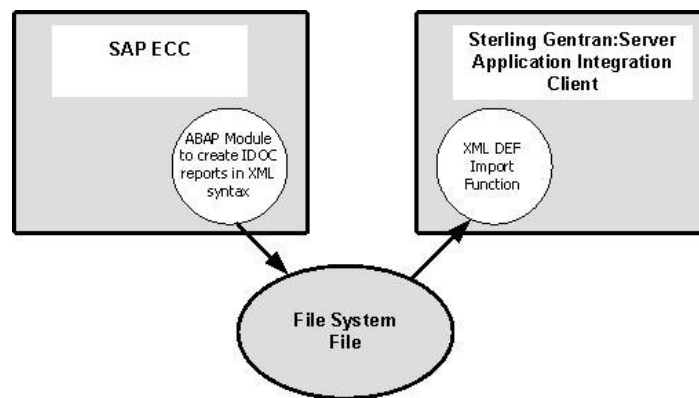 SAP ECC
ABAP Module
to create IDOC
reports in XML
syntax
Sterling Gentran:Server
Application Integration
Client
XML DEF
Import
Function
File System
File